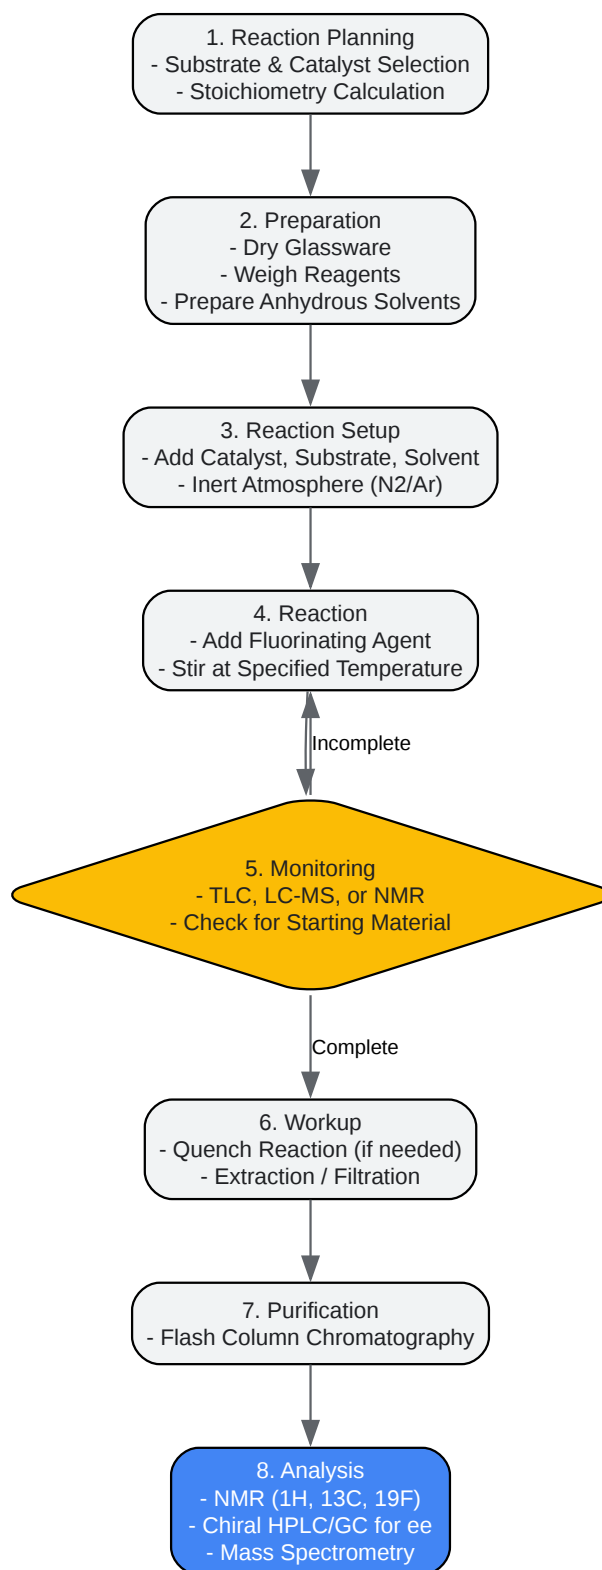 1. Reaction Planning
- Substrate & Catalyst Selection
- Stoichiometry Calculation
2. Preparation
- Dry Glassware
- Weigh Reagents
- Prepare Anhydrous Solvents
3. Reaction Setup
- Add Catalyst, Substrate, Solvent
- Inert Atmosphere (N2/Ar)
4. Reaction
- Add Fluorinating Agent
- Stir at Specified Temperature
Incomplete
5. Monitoring
- TLC, LC-MS, or NMR
- Check for Starting Material
Complete
6. Workup
- Quench Reaction (if needed)
- Extraction / Filtration
7. Purification
- Flash Column Chromatography
8. Analysis
- NMR (1H, 13C, 19F)
- Chiral HPLC/GC for ee
- Mass Spectrometry